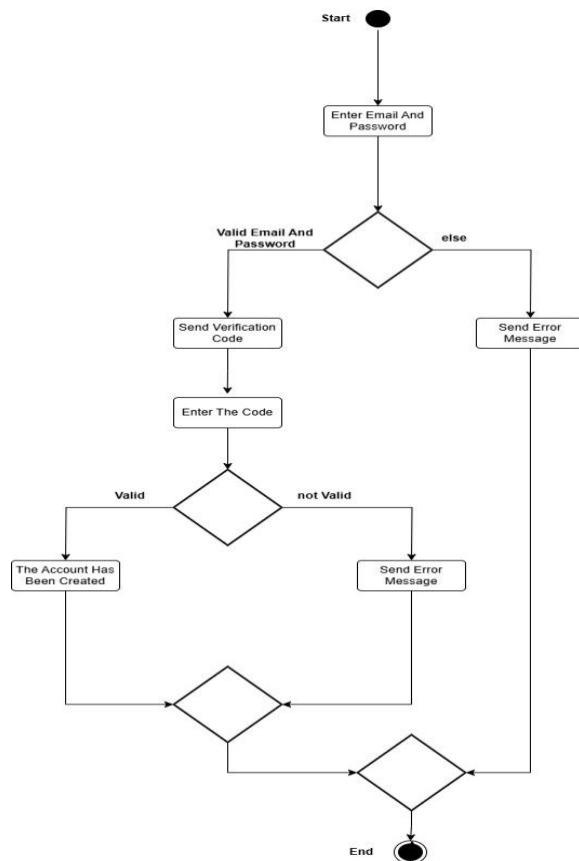 Start
Enter Email And
Password
Valid Email And
Password
else
Send Verification
Code
Send Error
Message
Enter The Code
Valid
not Valid
The Account Has
Been Created
Send Error
Message
End